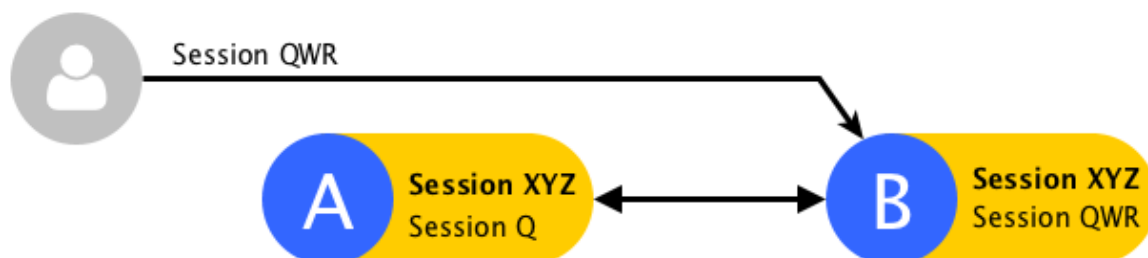 Session QWR
A
Session XYZ
Session Q
B
Session XYZ
Session QWR